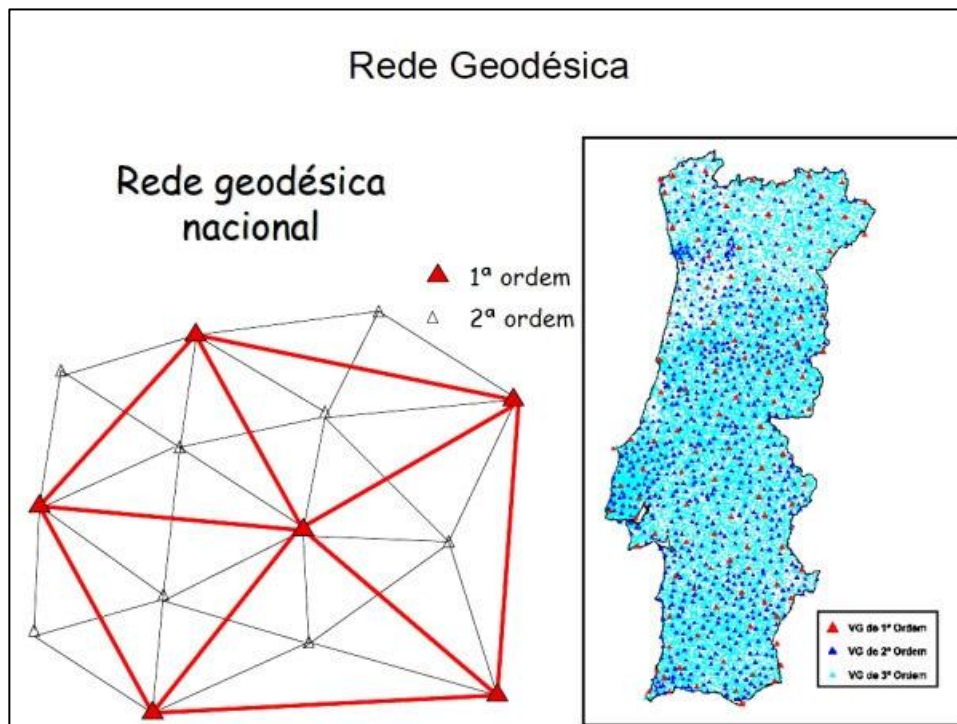 Rede Geodésica
Rede geodésica
nacional
1ª ordem
2ª ordem
VG de 1ª Ordem
VG de 2ª Ordem
VG de 3ª Ordem